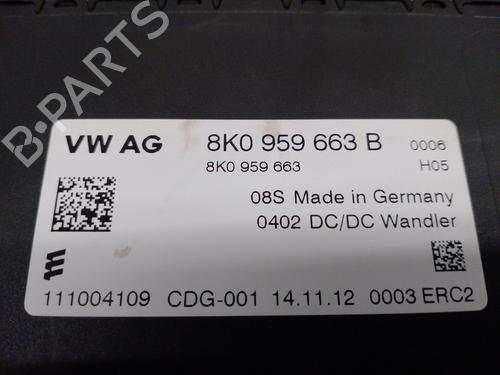 VW AG 8K0 959 663 B 0006
8K0 959 663 H05
08S Made in Germany
0402 DC/DC Wandler
111004109 CDG-001 14.11.12 0003 ERC2
B-PARTS